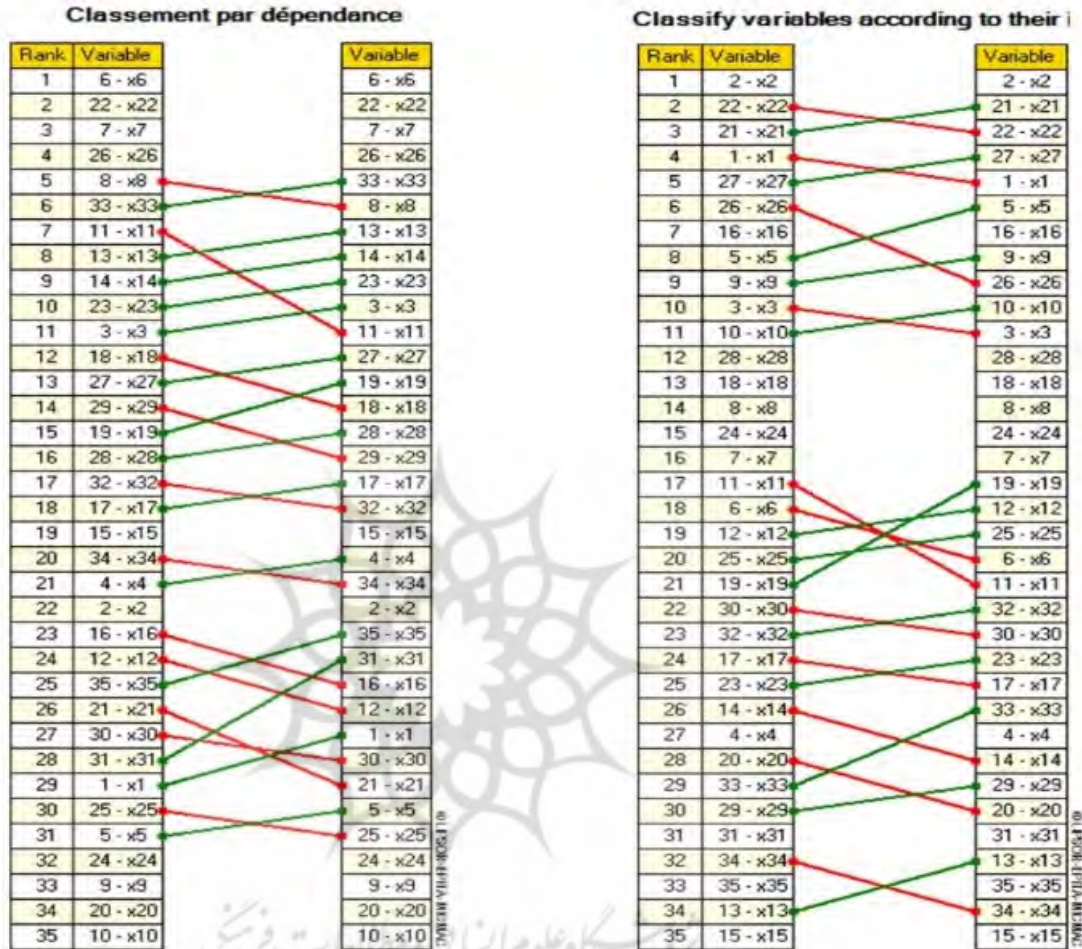 Classement par dépendance
Rank Variable Variable
1 6 - x6 6 - x6
2 22 - x22 22 - x22
3 7 - x7 7 - x7
4 26 - x26 26 - x26
5 8 - x8 33 - x33
6 33 - x33 8 - x8
7 11 - x11 13 - x13
8 13 - x13 14 - x14
9 14 - x14 23 - x23
10 23 - x23 3 - x3
11 3 - x3 11 - x11
12 18 - x18 27 - x27
13 27 - x27 19 - x19
14 29 - x29 18 - x18
15 19 - x19 28 - x28
16 28 - x28 29 - x29
17 32 - x32 17 - x17
18 17 - x17 32 - x32
19 15 - x15 15 - x15
20 34 - x34 4 - x4
21 4 - x4 34 - x34
22 2 - x2 2 - x2
23 16 - x16 35 - x35
24 12 - x12 31 - x31
25 35 - x35 16 - x16
26 21 - x21 12 - x12
27 30 - x30 1 - x1
28 31 - x31 30 - x30
29 1 - x1 21 - x21
30 25 - x25 5 - x5
31 5 - x5 25 - x25
32 24 - x24 24 - x24
33 9 - x9 9 - x9
34 20 - x20 20 - x20
35 10 - x10 10 - x10
© LIPSOR-EPITA-MICMAC
Classify variables according to their i
Rank Variable Variable
1 2 - x2 2 - x2
2 22 - x22 21 - x21
3 21 - x21 22 - x22
4 1 - x1 27 - x27
5 27 - x27 1 - x1
6 26 - x26 5 - x5
7 16 - x16 16 - x16
8 5 - x5 9 - x9
9 9 - x9 26 - x26
10 3 - x3 10 - x10
11 10 - x10 3 - x3
12 28 - x28 28 - x28
13 18 - x18 18 - x18
14 8 - x8 8 - x8
15 24 - x24 24 - x24
16 7 - x7 7 - x7
17 11 - x11 19 - x19
18 6 - x6 12 - x12
19 12 - x12 25 - x25
20 25 - x25 6 - x6
21 19 - x19 11 - x11
22 30 - x30 32 - x32
23 32 - x32 30 - x30
24 17 - x17 23 - x23
25 23 - x23 17 - x17
26 14 - x14 33 - x33
27 4 - x4 4 - x4
28 20 - x20 14 - x14
29 33 - x33 29 - x29
30 29 - x29 20 - x20
31 31 - x31 31 - x31
32 34 - x34 13 - x13
33 35 - x35 35 - x35
34 13 - x13 34 - x34
35 15 - x15 15 - x15
© LIPSOR-EPITA-MICMAC